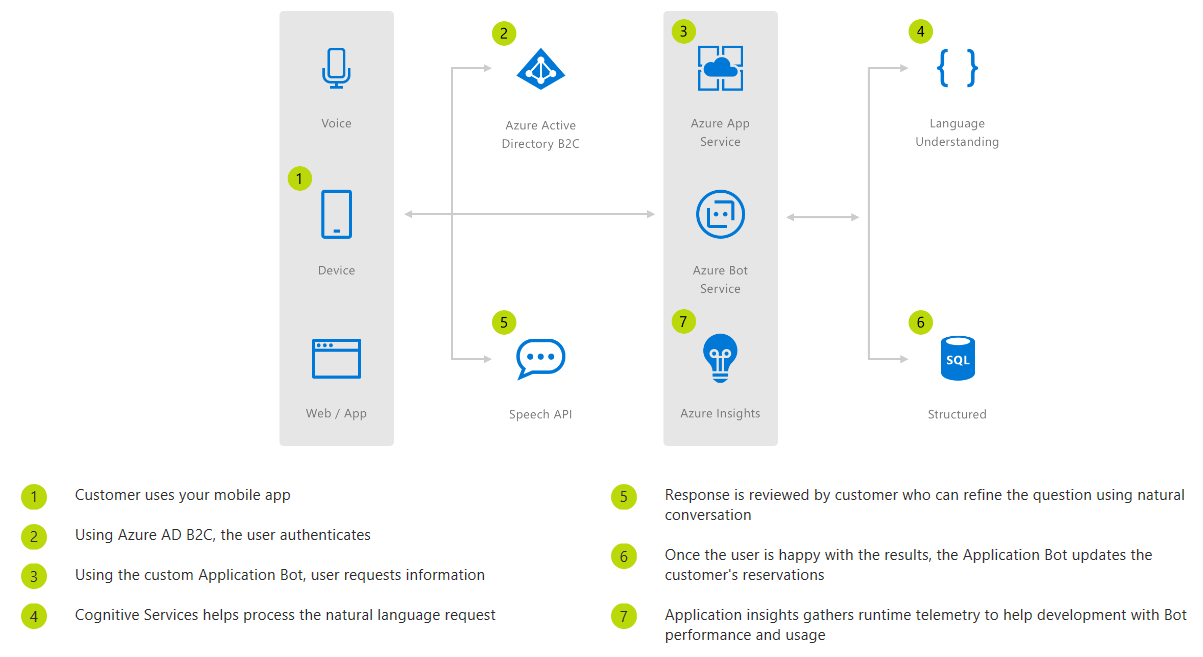 2
3
4
Voice
Azure Active
Directory B2C
Azure App
Service
Language
Understanding
1
Device
Azure Bot
Service
5
7
6
SQL
Web / App
Speech API
Azure Insights
Structured
1 Customer uses your mobile app
2 Using Azure AD B2C, the user authenticates
3 Using the custom Application Bot, user requests information
4 Cognitive Services helps process the natural language request
5 Response is reviewed by customer who can refine the question using natural
conversation
6 Once the user is happy with the results, the Application Bot updates the
customer's reservations
7 Application insights gathers runtime telemetry to help development with Bot
performance and usage